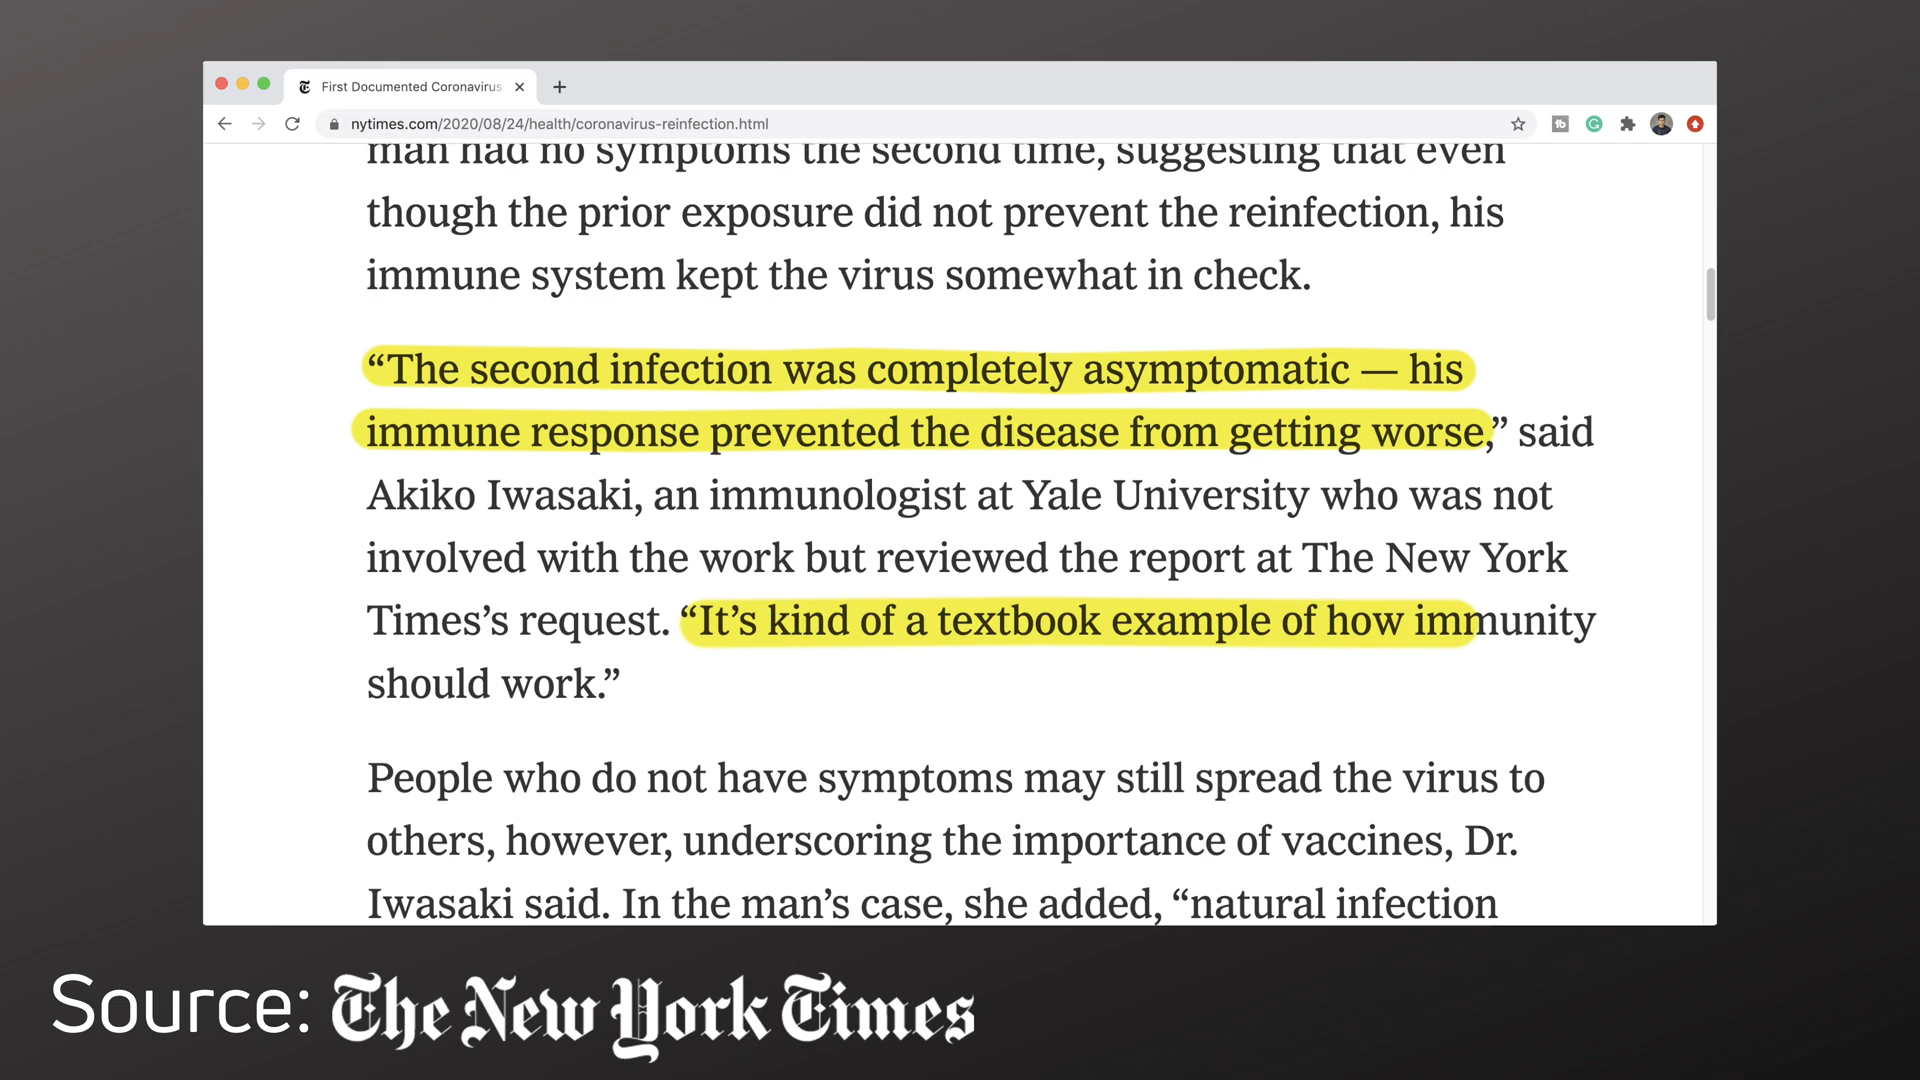 First Documented Coronavirus
nytimes.com/2020/08/24/health/coronavirus-reinfection.html
man had no symptoms the second time, suggesting that even
though the prior exposure did not prevent the reinfection, his
immune system kept the virus somewhat in check.
“The second infection was completely asymptomatic — his
immune response prevented the disease from getting worse,” said
Akiko Iwasaki, an immunologist at Yale University who was not
involved with the work but reviewed the report at The New York
Times’s request. “It’s kind of a textbook example of how immunity
should work.”
People who do not have symptoms may still spread the virus to
others, however, underscoring the importance of vaccines, Dr.
Iwasaki said. In the man’s case, she added, “natural infection
Source: The New York Times